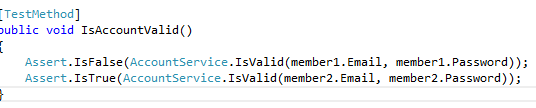 [TestMethod]
public void IsAccountValid()
{
Assert.IsFalse(AccountService.IsValid(member1.Email, member1.Password));
Assert.IsTrue(AccountService.IsValid(member2.Email, member2.Password));
}